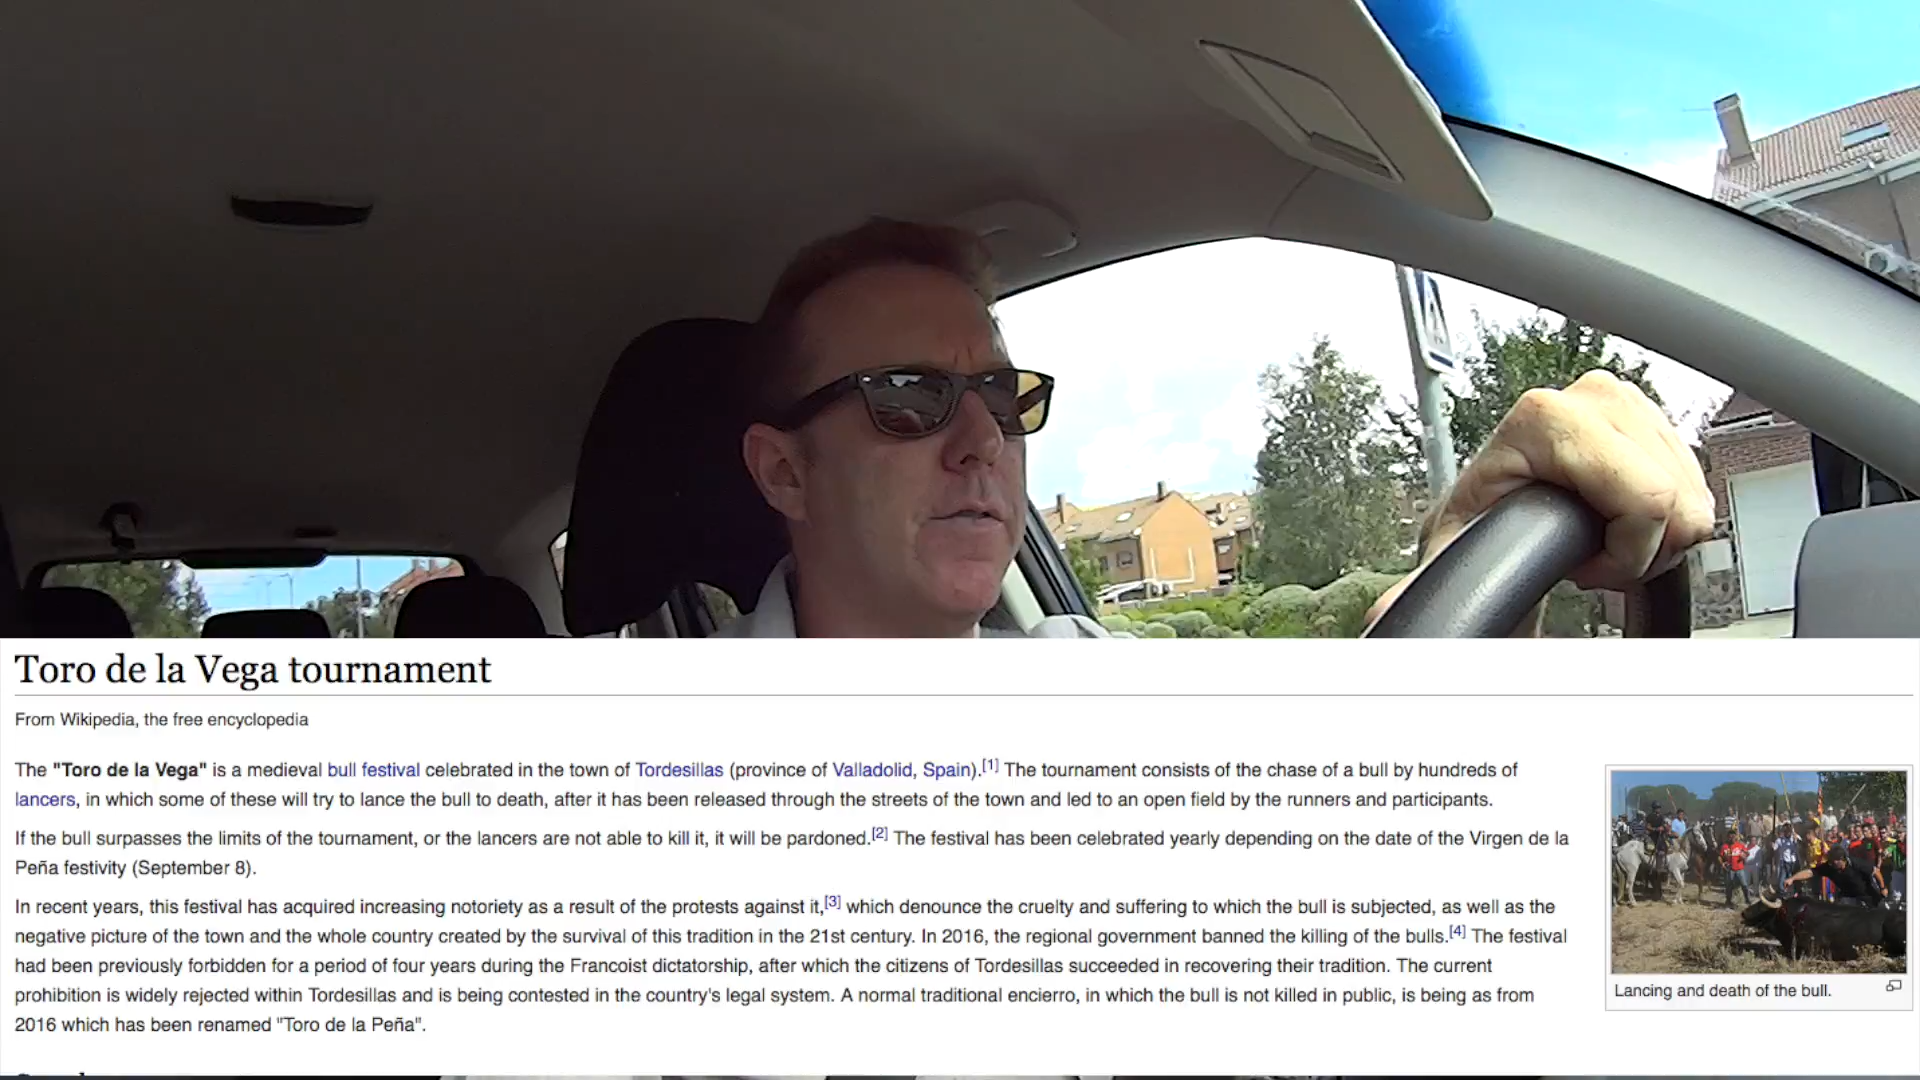 Toro de la Vega tournament
From Wikipedia, the free encyclopedia
The "Toro de la Vega" is a medieval bull festival celebrated in the town of Tordesillas (province of Valladolid, Spain).[1] The tournament consists of the chase of a bull by hundreds of
lancers, in which some of these will try to lance the bull to death, after it has been released through the streets of the town and led to an open field by the runners and participants.
If the bull surpasses the limits of the tournament, or the lancers are not able to kill it, it will be pardoned.[2] The festival has been celebrated yearly depending on the date of the Virgen de la
Peña festivity (September 8).
In recent years, this festival has acquired increasing notoriety as a result of the protests against it,[3] which denounce the cruelty and suffering to which the bull is subjected, as well as the
negative picture of the town and the whole country created by the survival of this tradition in the 21st century. In 2016, the regional government banned the killing of the bulls.[4] The festival
had been previously forbidden for a period of four years during the Francoist dictatorship, after which the citizens of Tordesillas succeeded in recovering their tradition. The current
prohibition is widely rejected within Tordesillas and is being contested in the country's legal system. A normal traditional encierro, in which the bull is not killed in public, is being as from
2016 which has been renamed "Toro de la Peña".
Lancing and death of the bull.